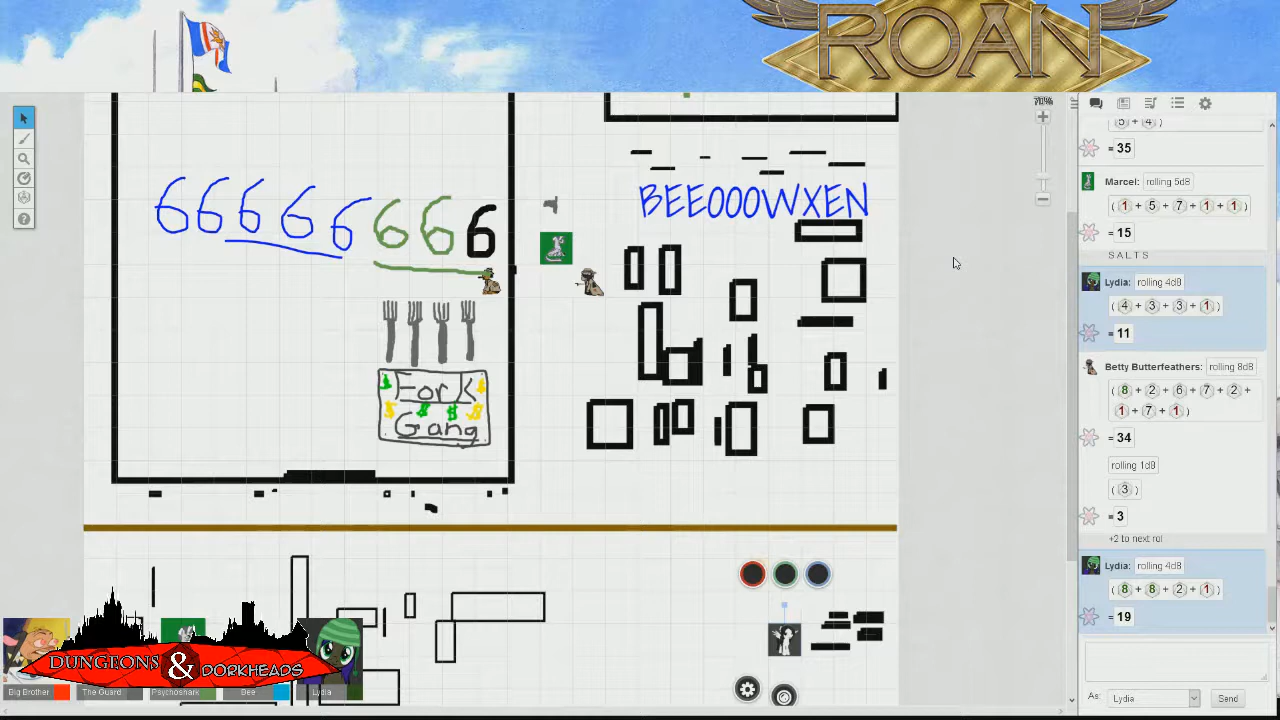 ROAN
70%
BEEOOOWXEN
66666666
Fork
Gang
= 35
Marcel: rolling 5d8
(1+5+7+1+1)
= 15
SALTS
Lydia: rolling 4d8
(4+3+3+1)
= 11
Betty Butterfeathers: rolling 8d8
(8+2+6+7+2+
1+7+1)
= 34
rolling 1d8
(3)
= 3
+2 to next rol
Lydia: rolling 4d8
(8+8+2+1)
= 19
As: Lydia Send
DUNGEONS & DORKHEADS
Big Brother The Guard Psychoshark Bee Lydia